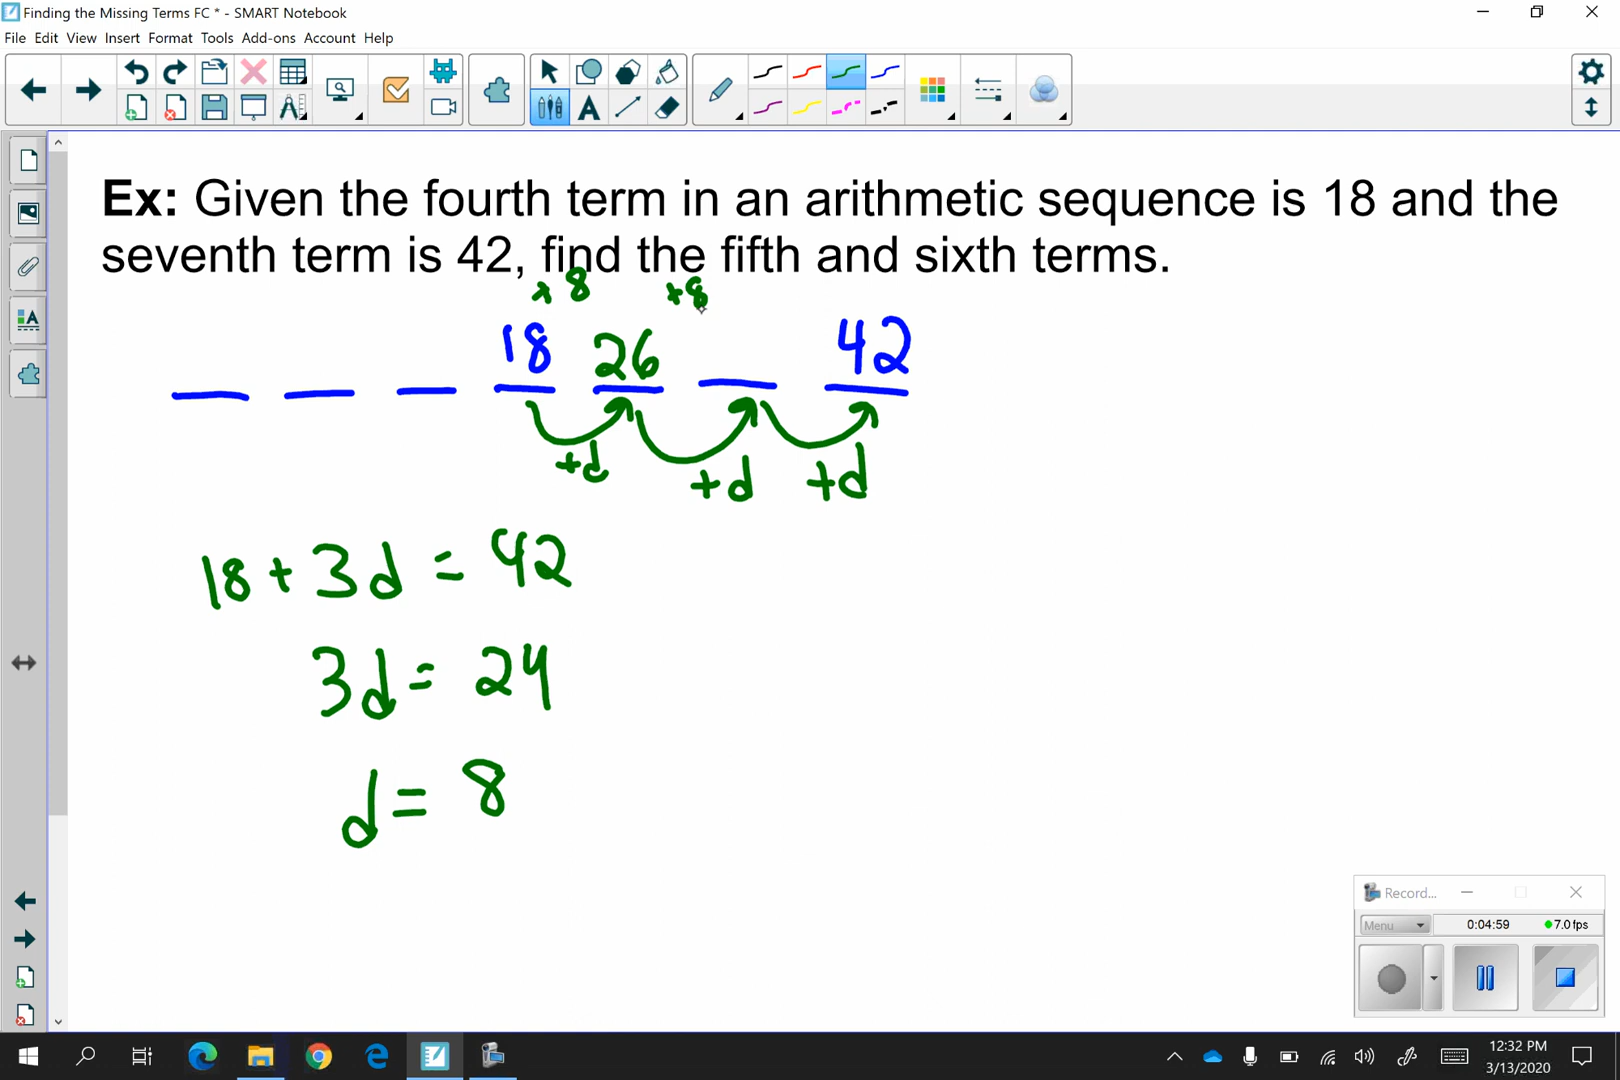 Finding the Missing Terms FC * - SMART Notebook
File Edit View Insert Format Tools Add-ons Account Help
Ex: Given the fourth term in an arithmetic sequence is 18 and the
seventh term is 42, find the fifth and sixth terms.
+8 +8
18 26 42
+d +d +d
18 + 3d = 42
3d = 24
d = 8
Record...
Menu 0:04:59 7.0 fps
12:32 PM
3/13/2020